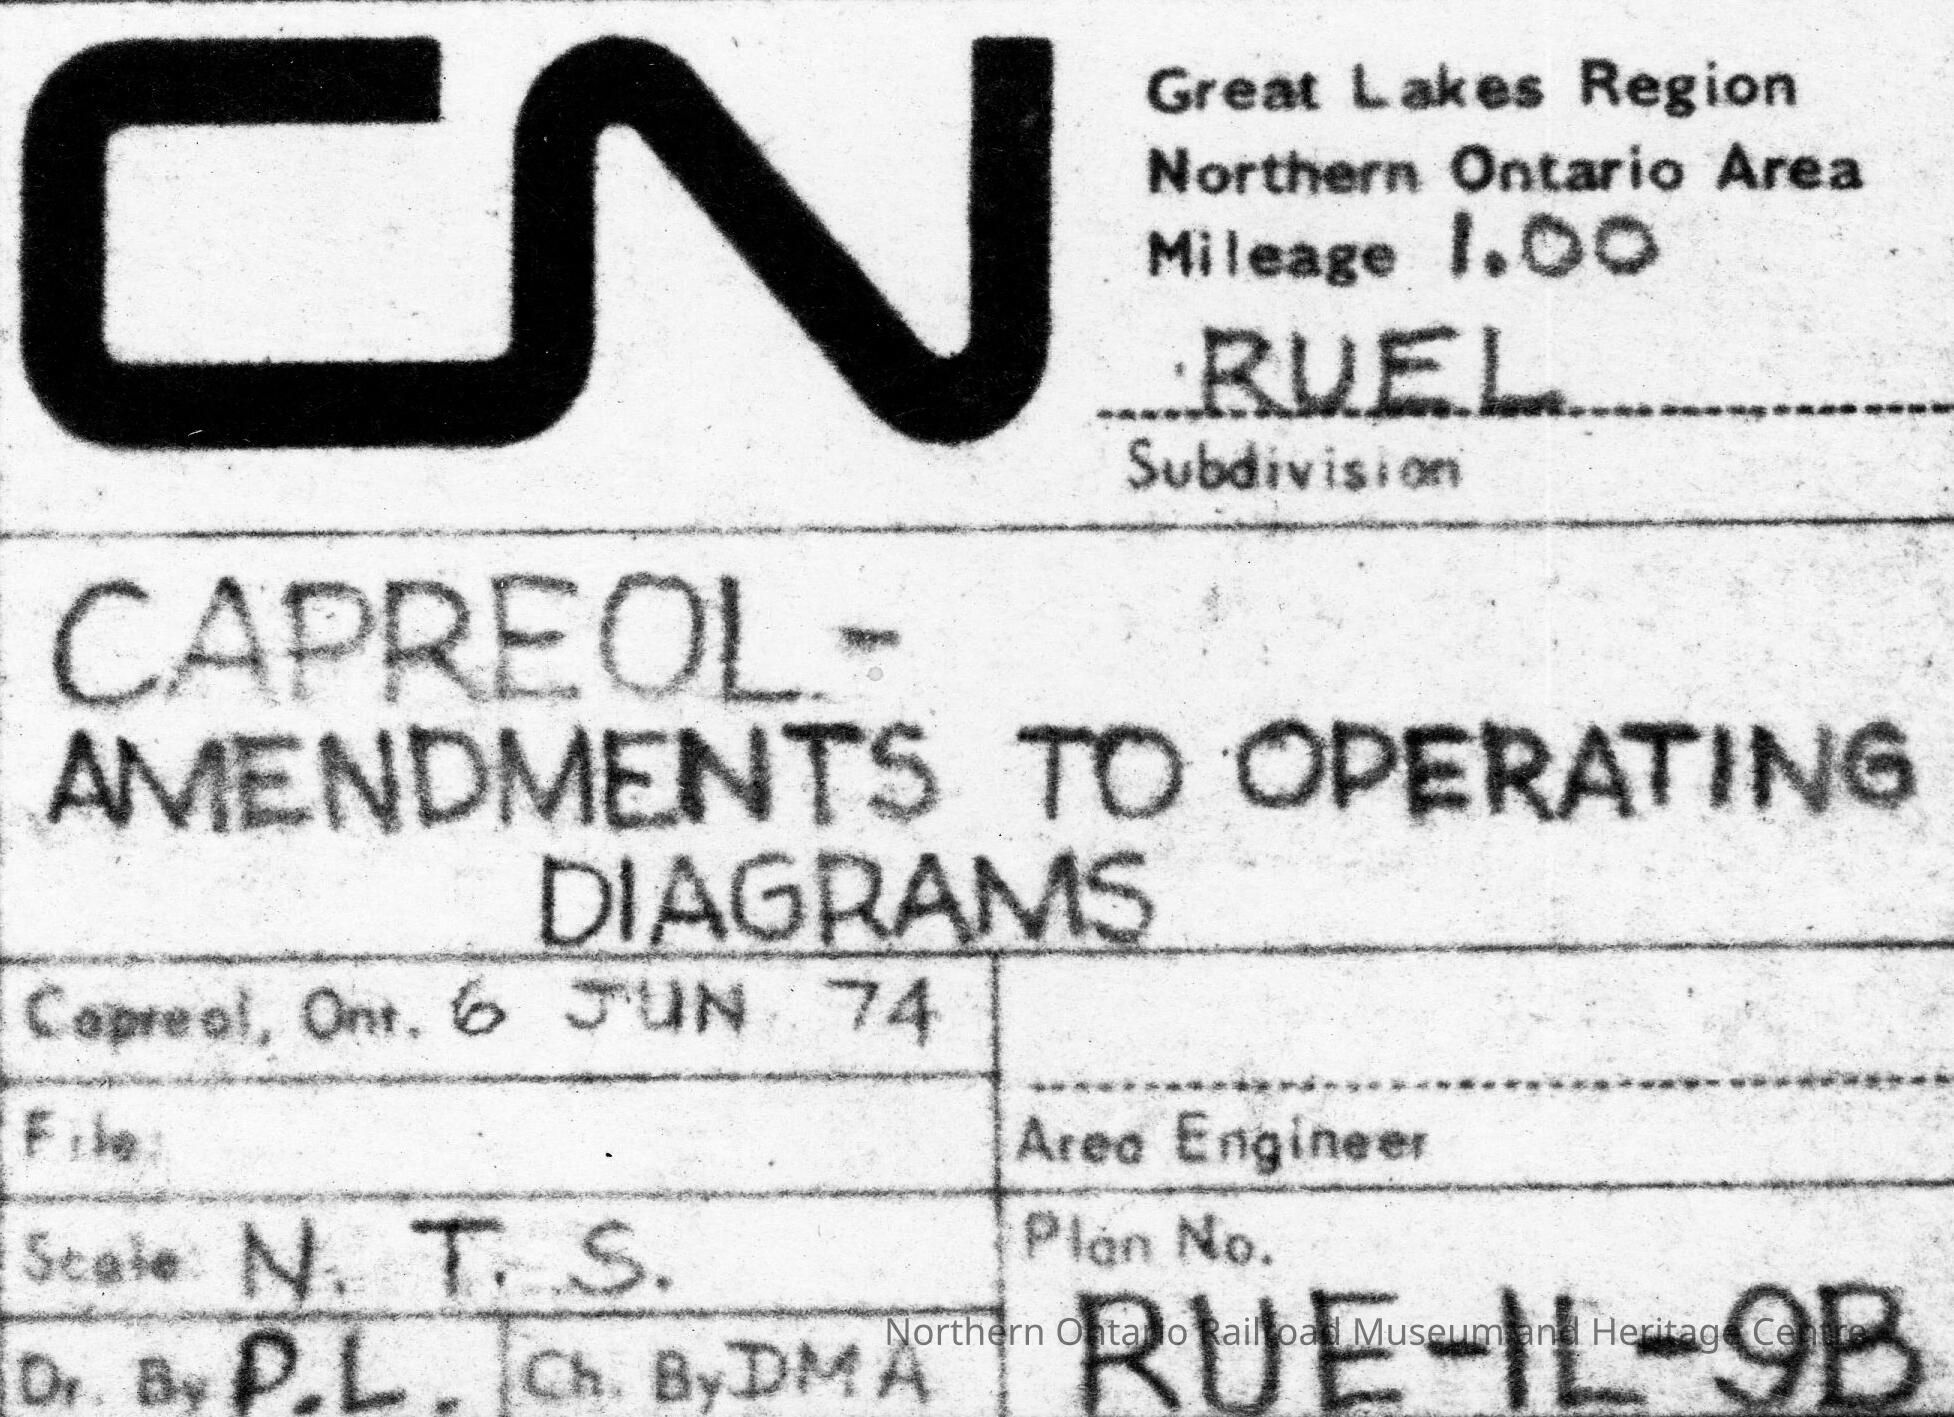 CN
Great Lakes Region
Northern Ontario Area
Mileage 1.00
RUEL
Subdivision
CAPREOL -
AMENDMENTS TO OPERATING
DIAGRAMS
Capreol, Ont. 6 JUN 74
File:
Area Engineer
Scale N. T. S.
Plan No.
RUE-1L-9B
Dr. By P.L.
Ch. By DMA
Northern Ontario Railroad Museum and Heritage Centre